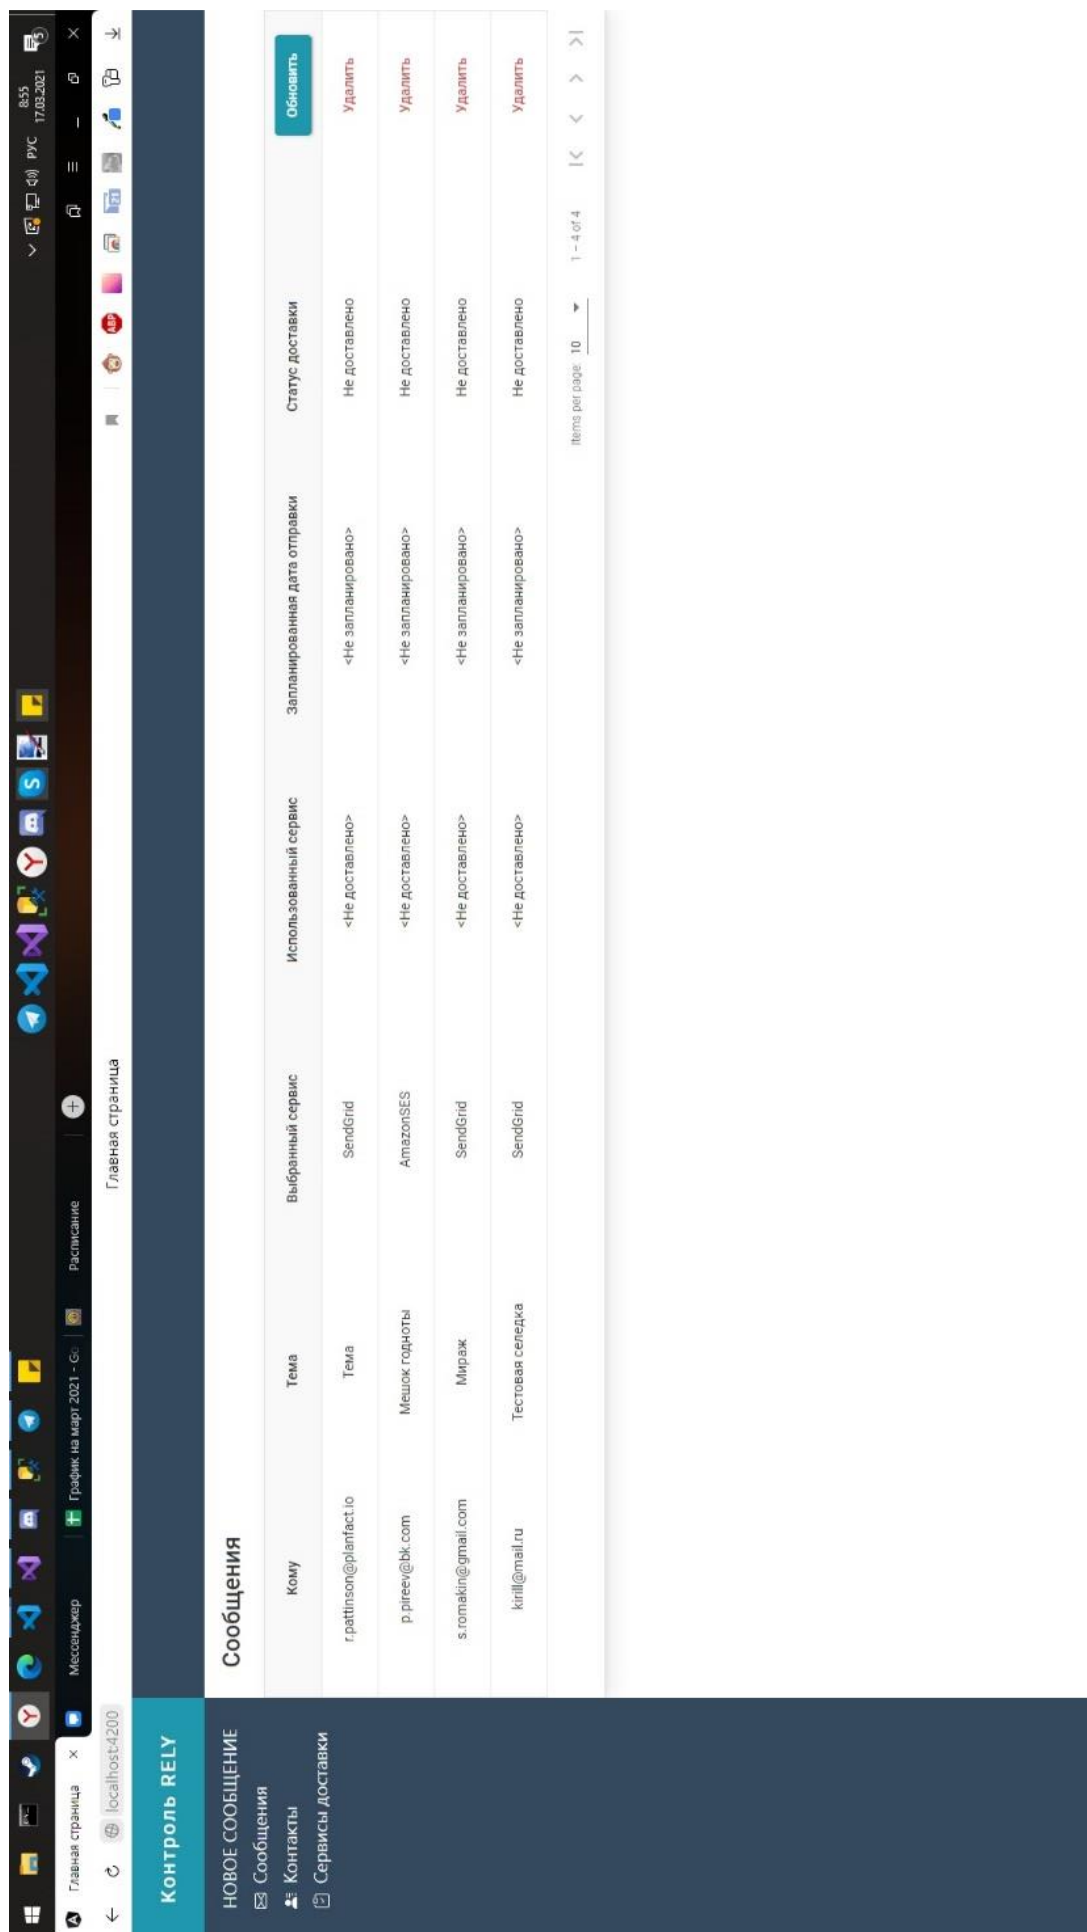 Главная страница
Мессенджер
График на март 2021 - Go
Расписание
localhost:4200
Главная страница
Контроль RELY
НОВОЕ СООБЩЕНИЕ
Сообщения
Контакты
Сервисы доставки
Сообщения
Кому Тема Выбранный сервис Использованный сервис Запланированная дата отправки Статус доставки Обновить
r.pattinson@planfact.io Тема SendGrid <Не доставлено> <Не запланировано> Не доставлено Удалить
p.pireev@bk.com Мешок годноты AmazonSES <Не доставлено> <Не запланировано> Не доставлено Удалить
s.romakin@gmail.com Мираж SendGrid <Не доставлено> <Не запланировано> Не доставлено Удалить
kirill@mail.ru Тестовая селедка SendGrid <Не доставлено> <Не запланировано> Не доставлено Удалить
Items per page: 10 1 – 4 of 4
РУС
8:55
17.03.2021
5
ABP
21